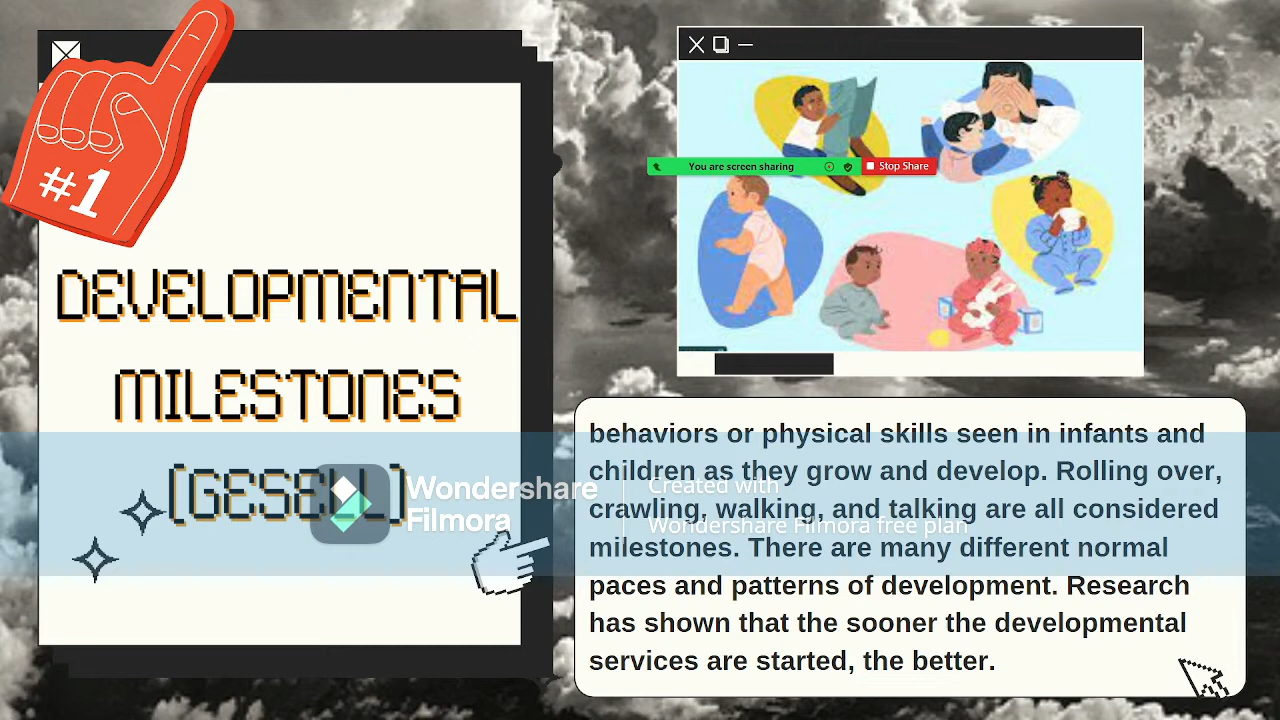 #1
DEVELOPMENTAL
MILESTONES
(GESELL)
You are screen sharing
Stop Share
behaviors or physical skills seen in infants and
children as they grow and develop. Rolling over,
crawling, walking, and talking are all considered
milestones. There are many different normal
paces and patterns of development. Research
has shown that the sooner the developmental
services are started, the better.
Wondershare
Filmora
Created with
Wondershare Filmora free plan